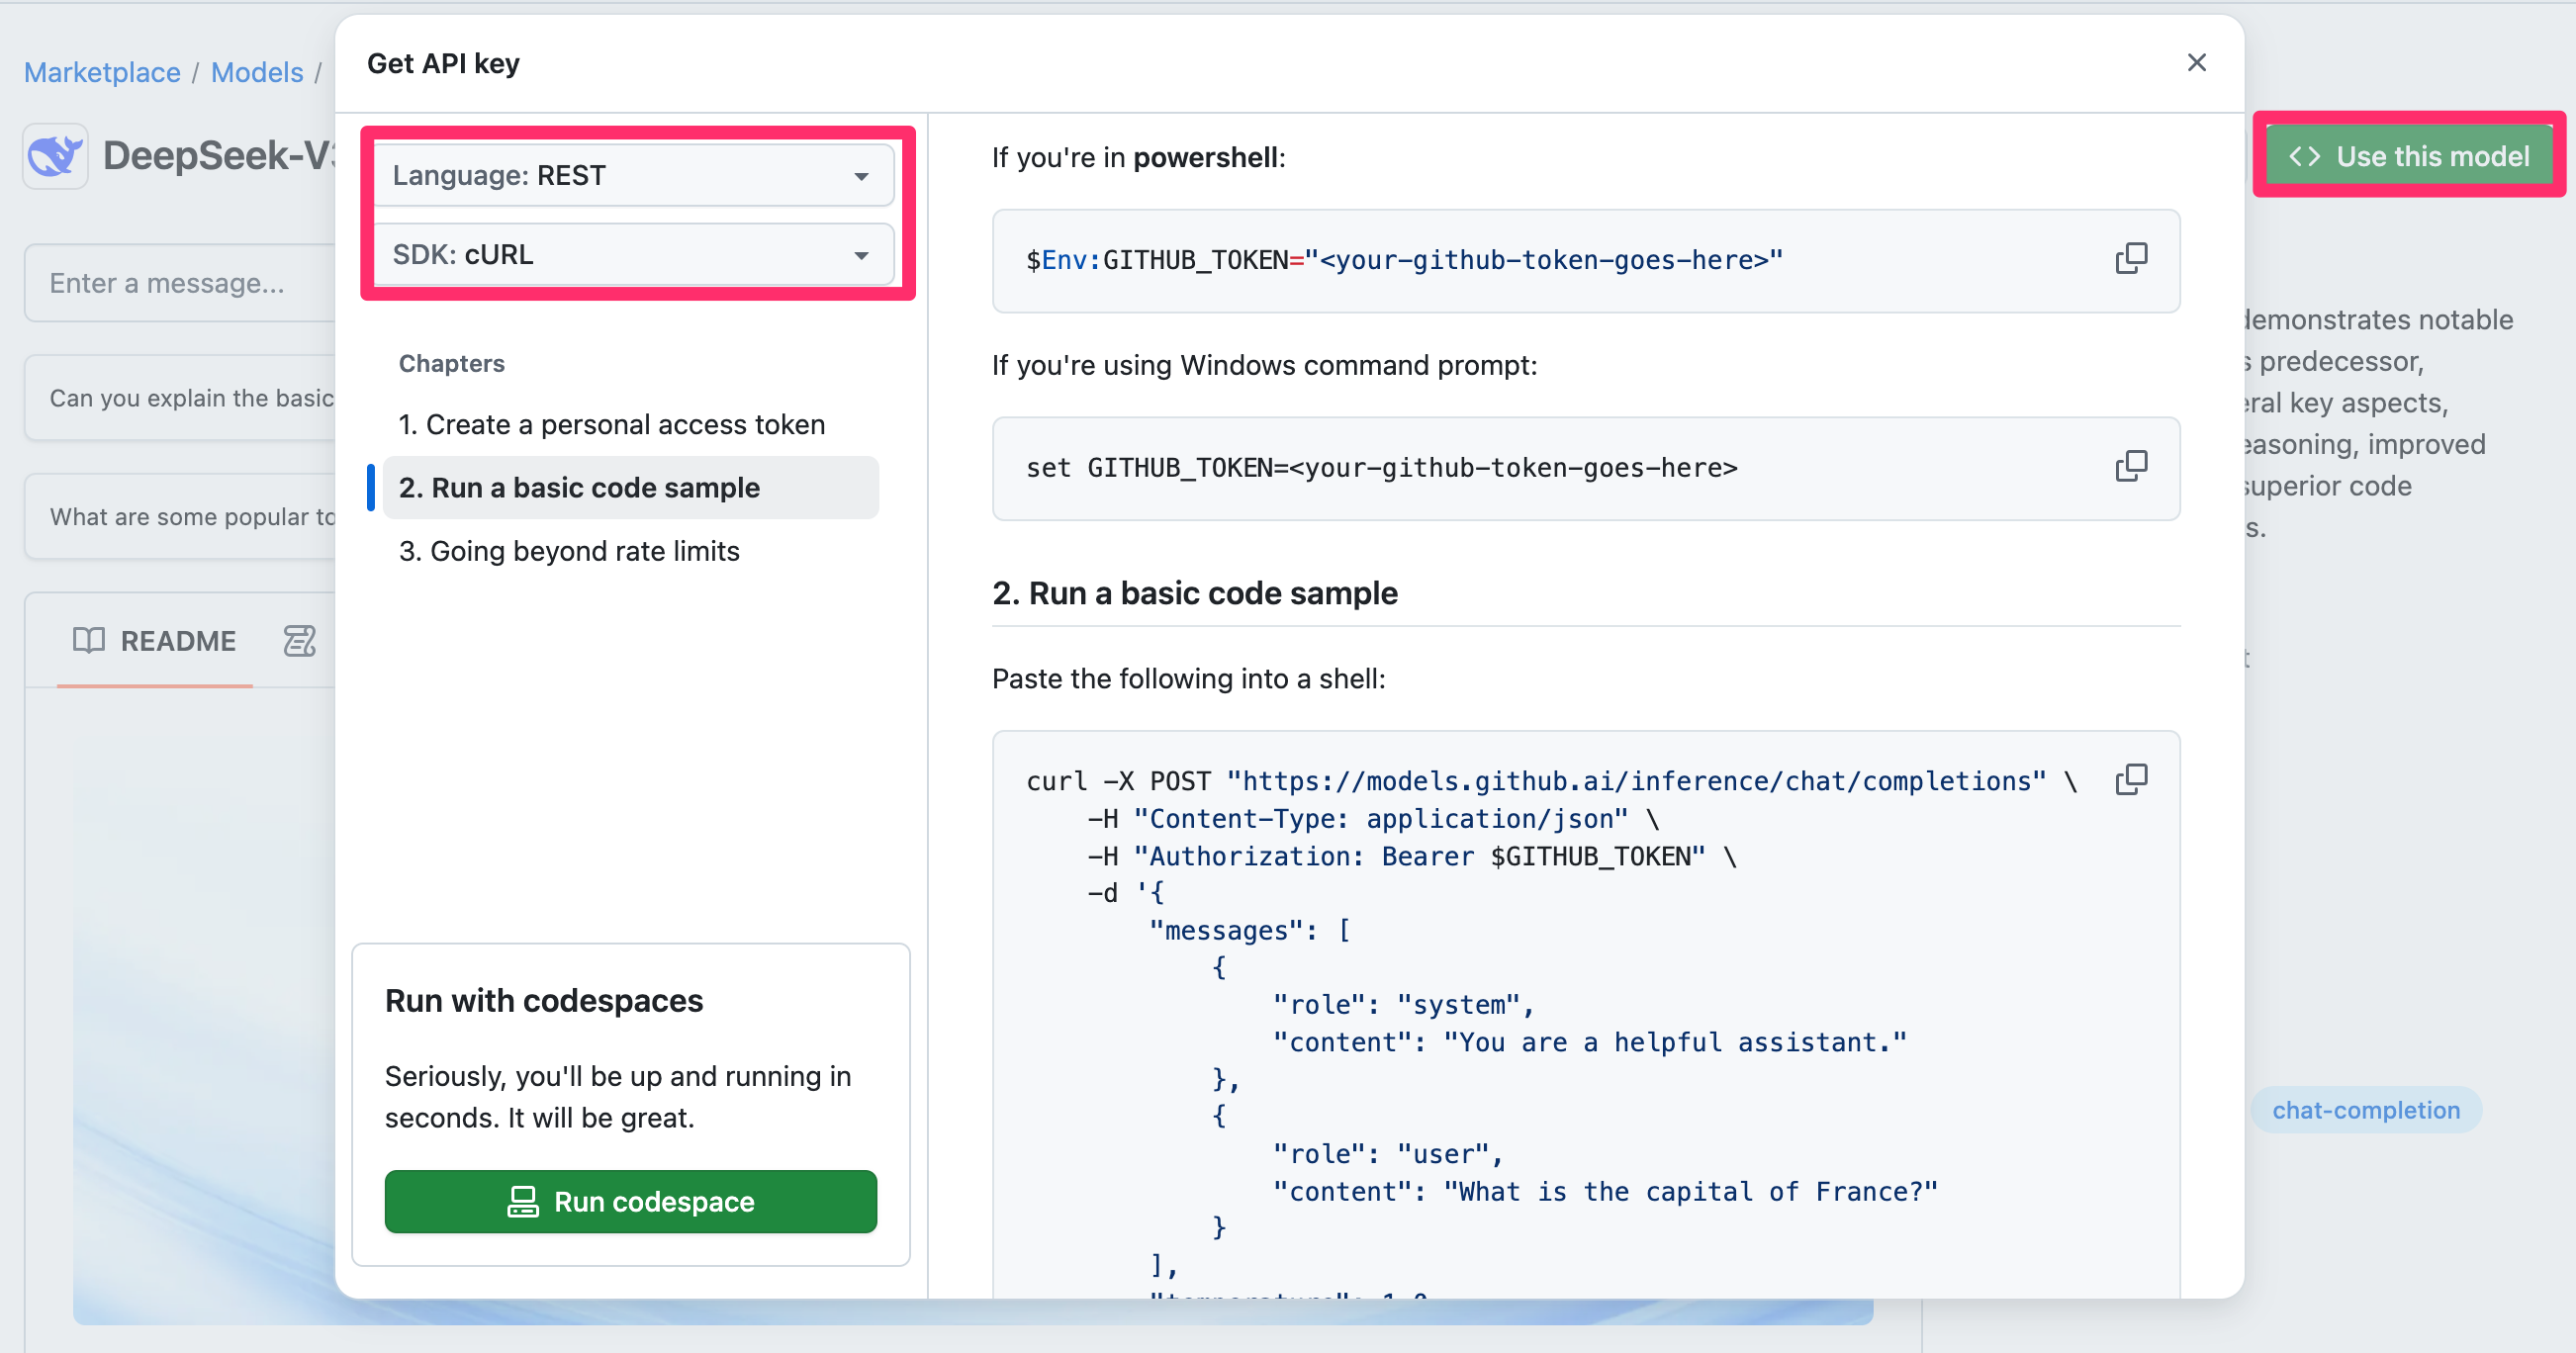 Marketplace / Models /
DeepSeek-V3
Enter a message...
Can you explain the basic
What are some popular
README
Get API key
Language: REST
SDK: cURL
Chapters
1. Create a personal access token
2. Run a basic code sample
3. Going beyond rate limits
Run with codespaces
Seriously, you'll be up and running in
seconds. It will be great.
Run codespace
If you're in powershell:
$Env:GITHUB_TOKEN="<your-github-token-goes-here>"
If you're using Windows command prompt:
set GITHUB_TOKEN=<your-github-token-goes-here>
2. Run a basic code sample
Paste the following into a shell:
curl -X POST "https://models.github.ai/inference/chat/completions" \
-H "Content-Type: application/json" \
-H "Authorization: Bearer $GITHUB_TOKEN" \
-d '{
"messages": [
{
"role": "system",
"content": "You are a helpful assistant."
},
{
"role": "user",
"content": "What is the capital of France?"
}
],
"temperature": 1.0
<> Use this model
demonstrates notable
predecessor,
key aspects,
reasoning, improved
superior code
chat-completion